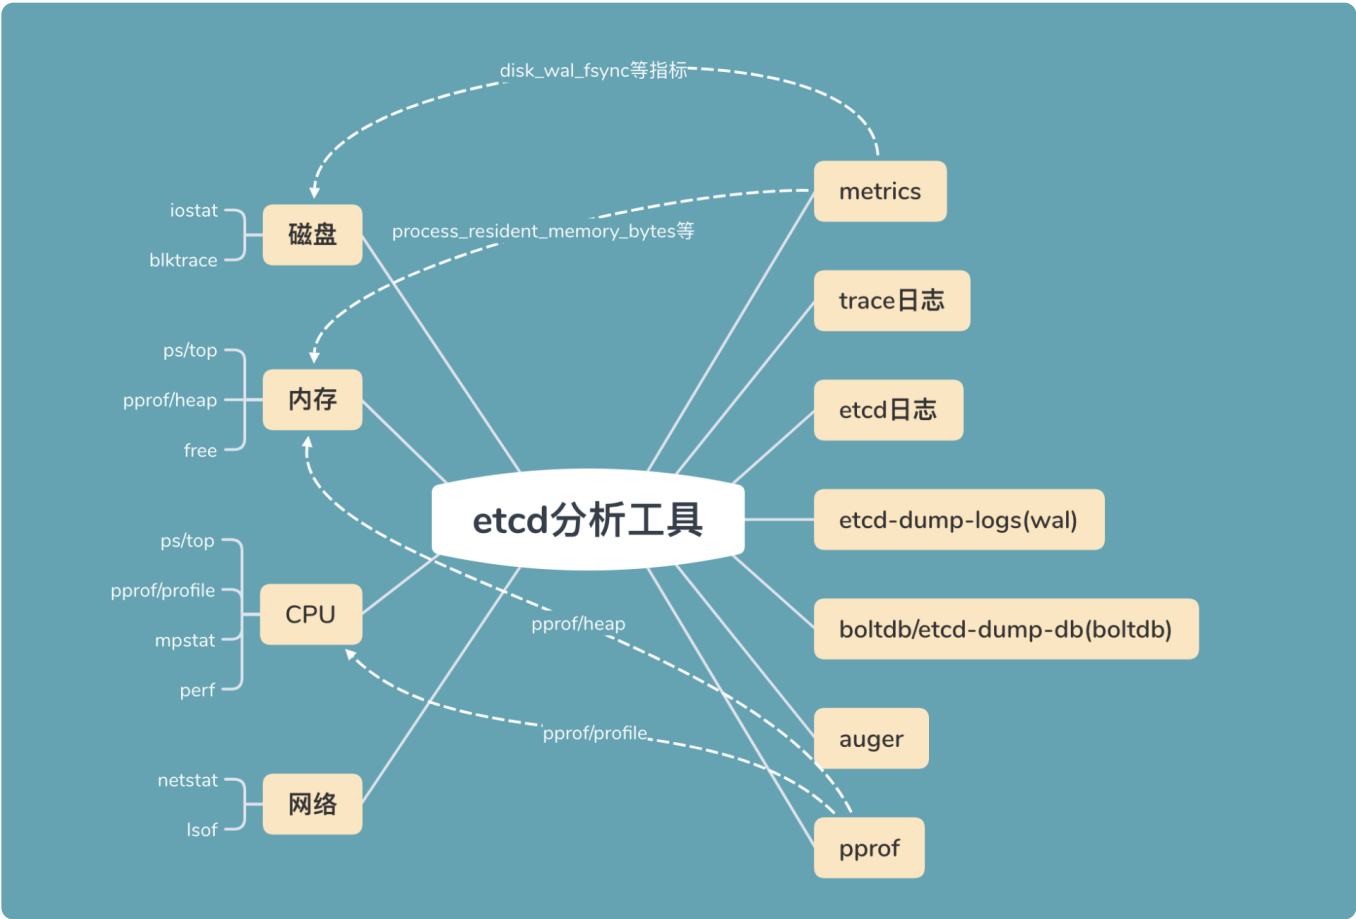 disk_wal_fsync等指标
metrics
iostat
磁盘
process_resident_memory_bytes等
blktrace
trace日志
ps/top
pprof/heap
内存
etcd日志
free
etcd分析工具
etcd-dump-logs(wal)
ps/top
pprof/profile
CPU
pprof/heap
boltdb/etcd-dump-db(boltdb)
mpstat
perf
pprof/profile
auger
netstat
网络
lsof
pprof